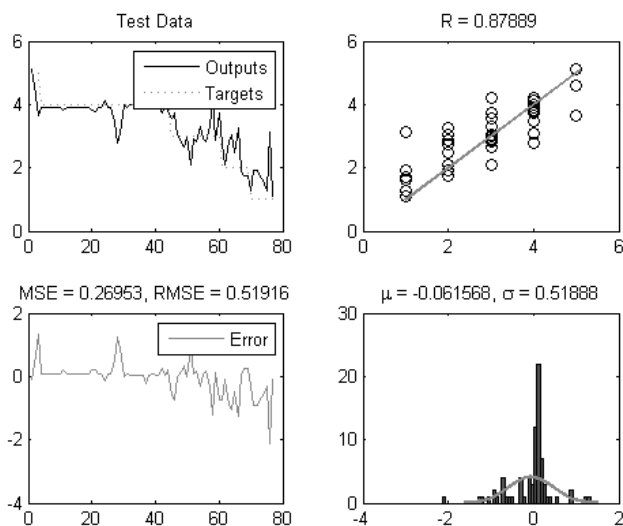 Test Data
6
4
2
0
0 20 40 60 80
Outputs
Targets
R = 0.87889
6
4
2
0
0 2 4 6
MSE = 0.26953, RMSE = 0.51916
2
0
-2
-4
0 20 40 60 80
Error
μ = -0.061568, σ = 0.51888
30
20
10
0
-4 -2 0 2